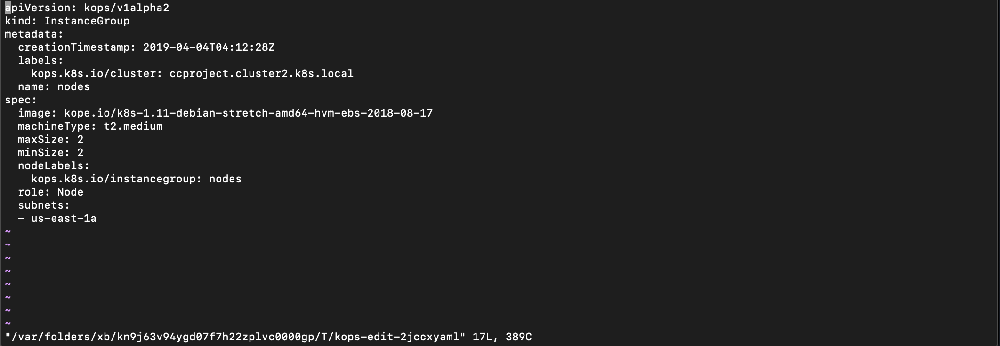 apiVersion: kops/v1alpha2
kind: InstanceGroup
metadata:
  creationTimestamp: 2019-04-04T04:12:28Z
  labels:
    kops.k8s.io/cluster: ccproject.cluster2.k8s.local
  name: nodes
spec:
  image: kope.io/k8s-1.11-debian-stretch-amd64-hvm-ebs-2018-08-17
  machineType: t2.medium
  maxSize: 2
  minSize: 2
  nodeLabels:
    kops.k8s.io/instancegroup: nodes
  role: Node
  subnets:
  - us-east-1a
~
~
~
~
~
~
~
~
"/var/folders/xb/kn9j63v94ygd07f7h22zplvc0000gp/T/kops-edit-2jccxyaml" 17L, 389C